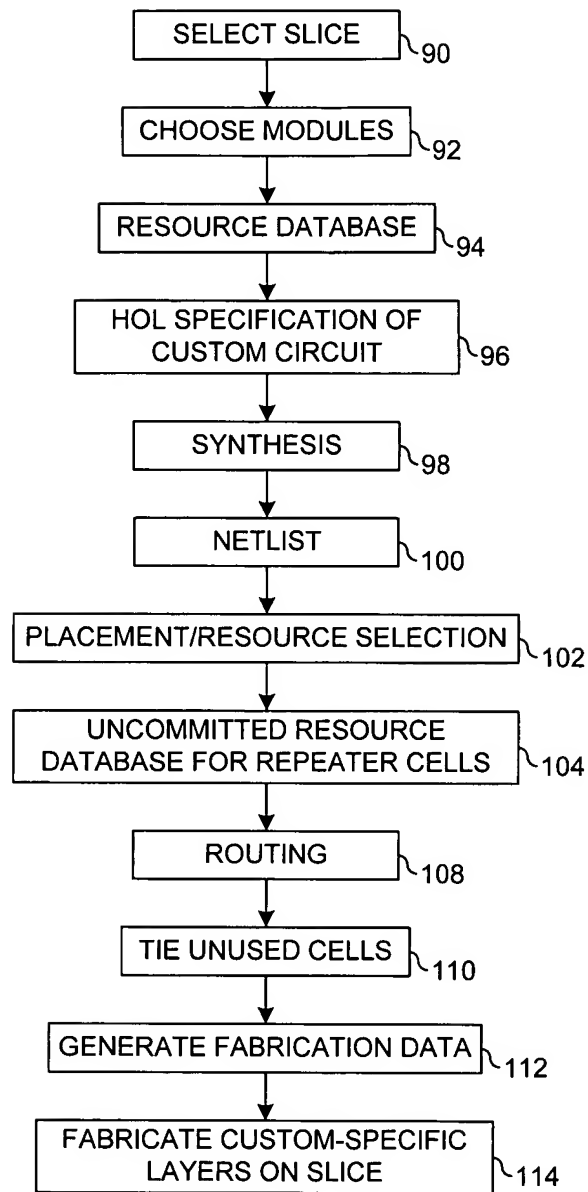 SELECT SLICE
90
CHOOSE MODULES
92
RESOURCE DATABASE
94
HOL SPECIFICATION OF
CUSTOM CIRCUIT
96
SYNTHESIS
98
NETLIST
100
PLACEMENT/RESOURCE SELECTION
102
UNCOMMITTED RESOURCE
DATABASE FOR REPEATER CELLS
104
ROUTING
108
TIE UNUSED CELLS
110
GENERATE FABRICATION DATA
112
FABRICATE CUSTOM-SPECIFIC
LAYERS ON SLICE
114